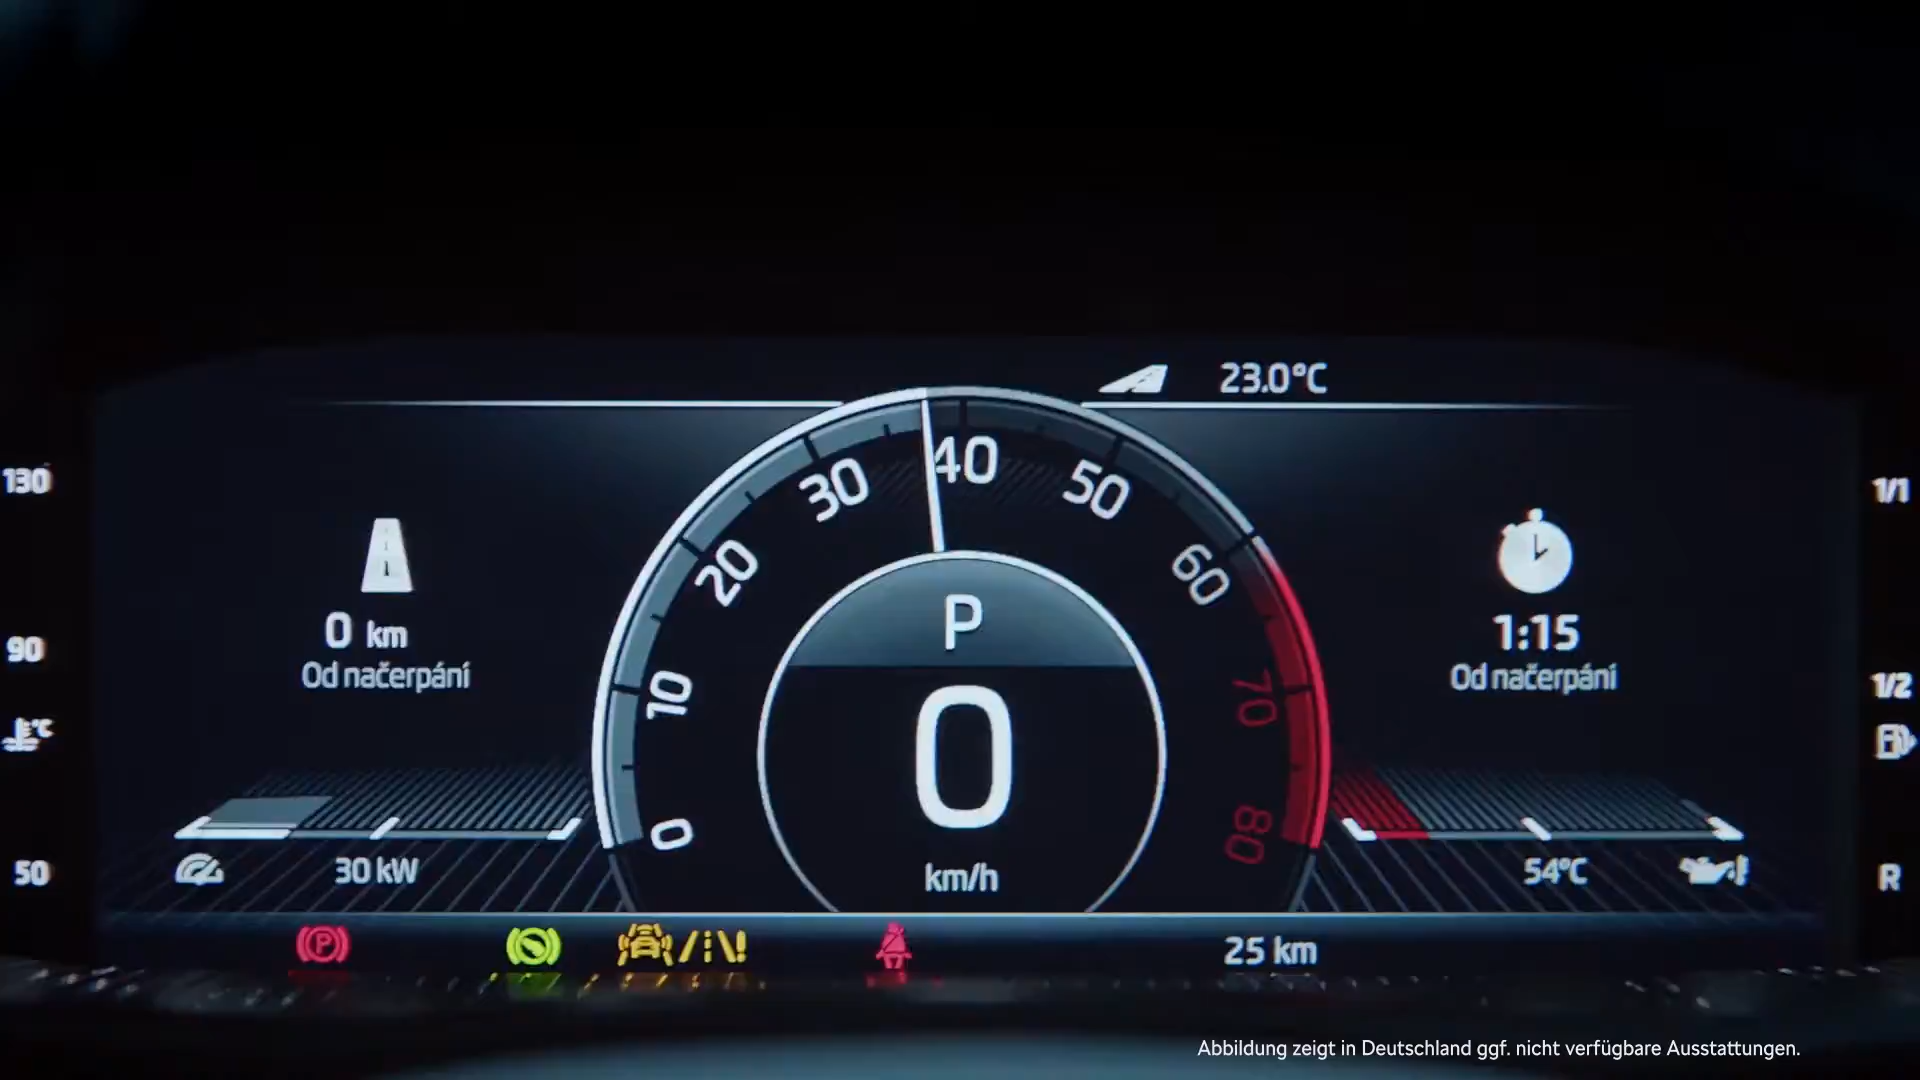 23.0°C
130
40
30
50
1/1
20
60
0 km
P
1:15
Od načerpání
Od načerpání
90
10
70
1/2
0
0
80
30 kW
km/h
54°C
50
R
P
25 km
Abbildung zeigt in Deutschland ggf. nicht verfügbare Ausstattungen.